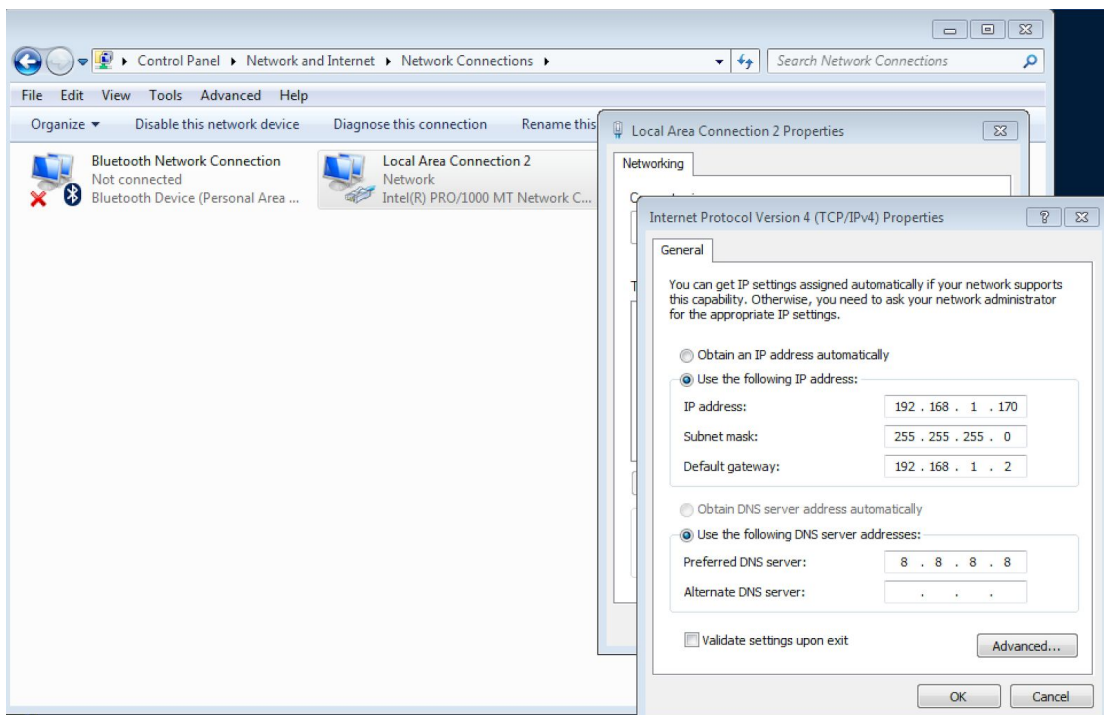 Control Panel Network and Internet Network Connections
Search Network Connections
File Edit View Tools Advanced Help
Organize Disable this network device Diagnose this connection Rename this
Bluetooth Network Connection
Not connected
Bluetooth Device (Personal Area ...
Local Area Connection 2
Network
Intel(R) PRO/1000 MT Network C...
Local Area Connection 2 Properties
Networking
Internet Protocol Version 4 (TCP/IPv4) Properties
General
You can get IP settings assigned automatically if your network supports
this capability. Otherwise, you need to ask your network administrator
for the appropriate IP settings.
Obtain an IP address automatically
Use the following IP address:
IP address: 192 . 168 . 1 . 170
Subnet mask: 255 . 255 . 255 . 0
Default gateway: 192 . 168 . 1 . 2
Obtain DNS server address automatically
Use the following DNS server addresses:
Preferred DNS server: 8 . 8 . 8 . 8
Alternate DNS server: . . .
Validate settings upon exit
Advanced...
OK Cancel